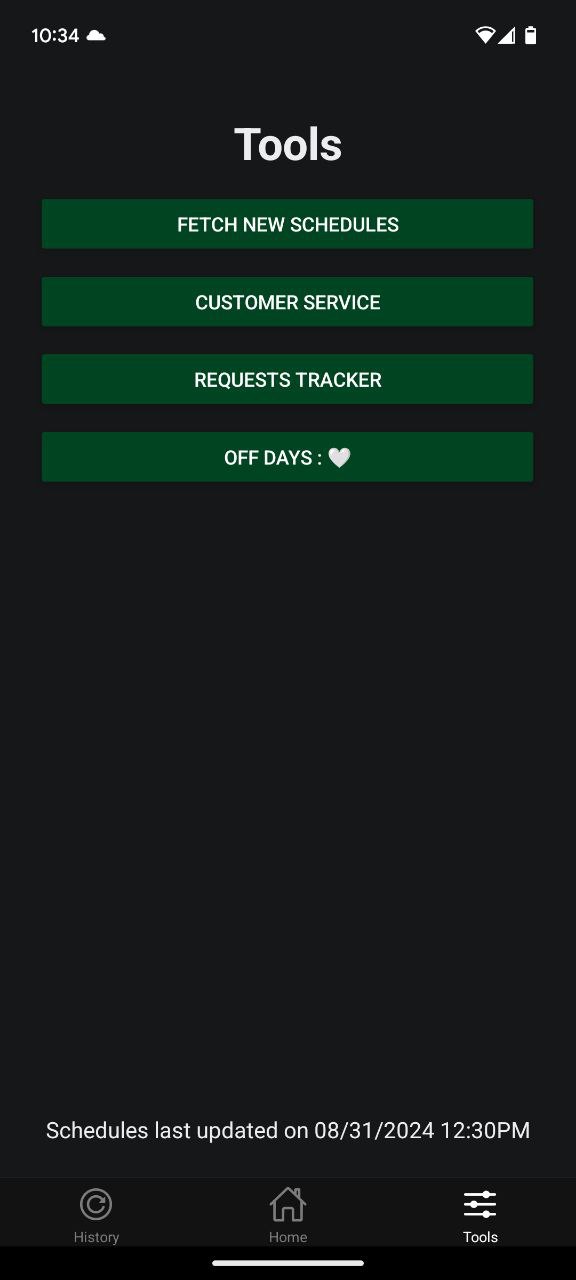 10:34
Tools
FETCH NEW SCHEDULES
CUSTOMER SERVICE
REQUESTS TRACKER
OFF DAYS : 🤍
Schedules last updated on 08/31/2024 12:30PM
History Home Tools